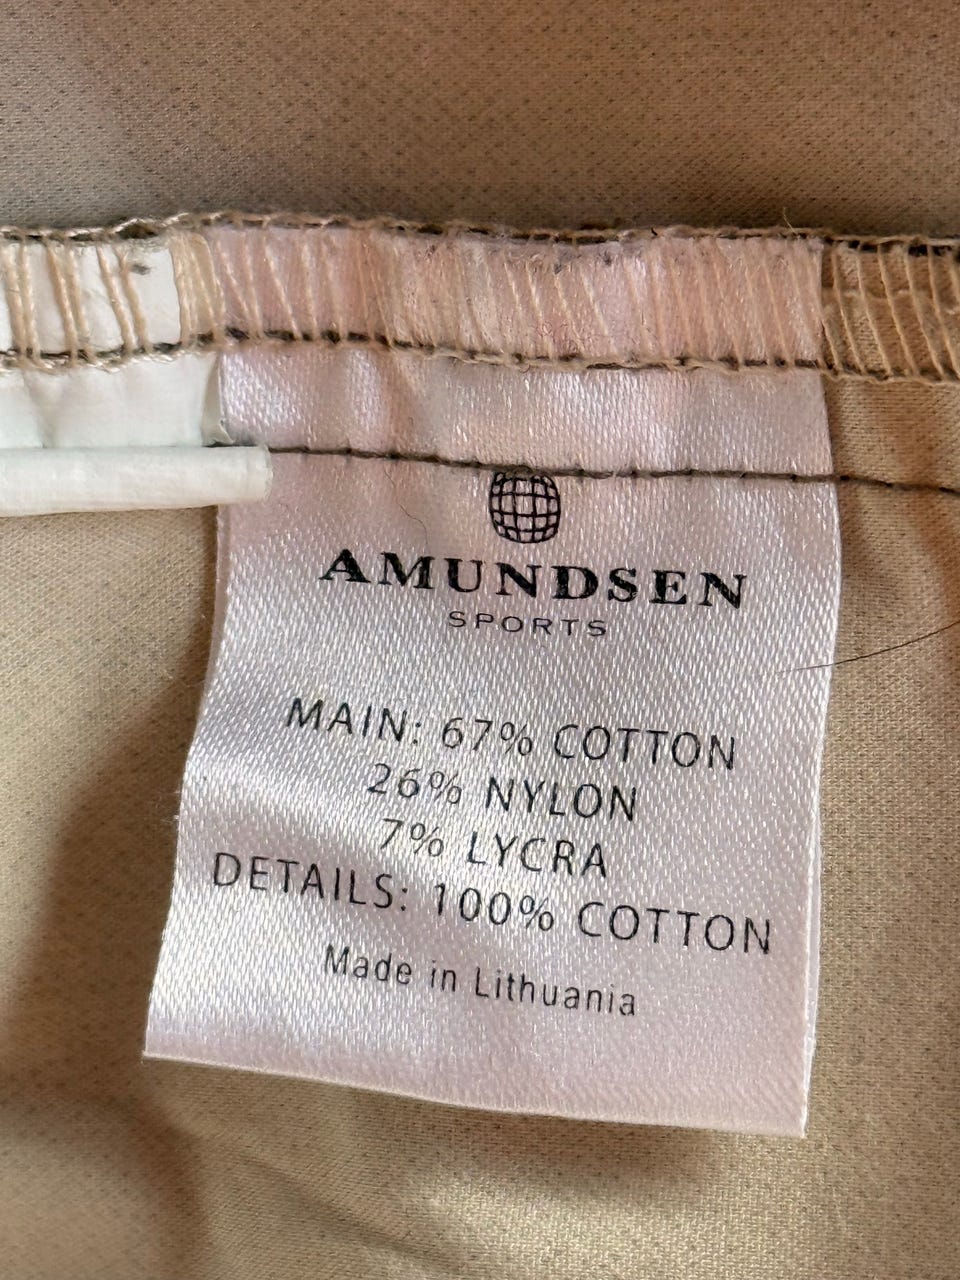 AMUNDSEN
SPORTS
MAIN: 67% COTTON
26% NYLON
7% LYCRA
DETAILS: 100% COTTON
Made in Lithuania